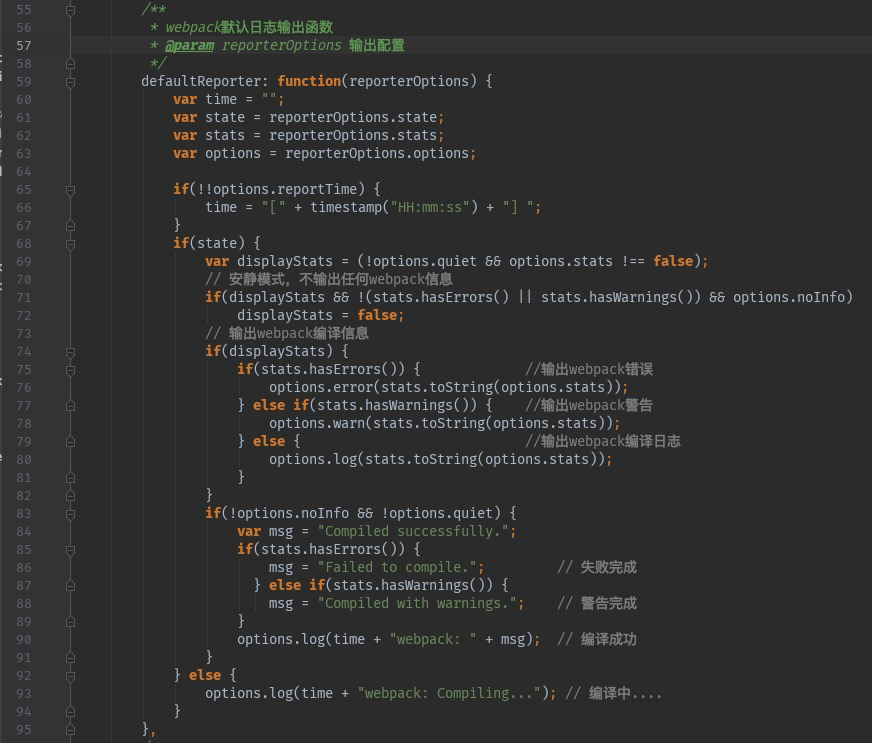 55 /**
56 * webpack默认日志输出函数
57 * @param reporterOptions 输出配置
58 */
59 defaultReporter: function(reporterOptions) {
60 var time = "";
61 var state = reporterOptions.state;
62 var stats = reporterOptions.stats;
63 var options = reporterOptions.options;
64
65 if(!!options.reportTime) {
66 time = "[" + timestamp("HH:mm:ss") + "] ";
67 }
68 if(state) {
69 var displayStats = (!options.quiet && options.stats !== false);
70 // 安静模式，不输出任何webpack信息
71 if(displayStats && !(stats.hasErrors() || stats.hasWarnings()) && options.noInfo)
72 displayStats = false;
73 // 输出webpack编译信息
74 if(displayStats) {
75 if(stats.hasErrors()) { //输出webpack错误
76 options.error(stats.toString(options.stats));
77 } else if(stats.hasWarnings()) { //输出webpack警告
78 options.warn(stats.toString(options.stats));
79 } else { //输出webpack编译日志
80 options.log(stats.toString(options.stats));
81 }
82 }
83 if(!options.noInfo && !options.quiet) {
84 var msg = "Compiled successfully.";
85 if(stats.hasErrors()) {
86 msg = "Failed to compile."; // 失败完成
87 } else if(stats.hasWarnings()) {
88 msg = "Compiled with warnings."; // 警告完成
89 }
90 options.log(time + "webpack: " + msg); // 编译成功
91 }
92 } else {
93 options.log(time + "webpack: Compiling..."); // 编译中....
94 }
95 },